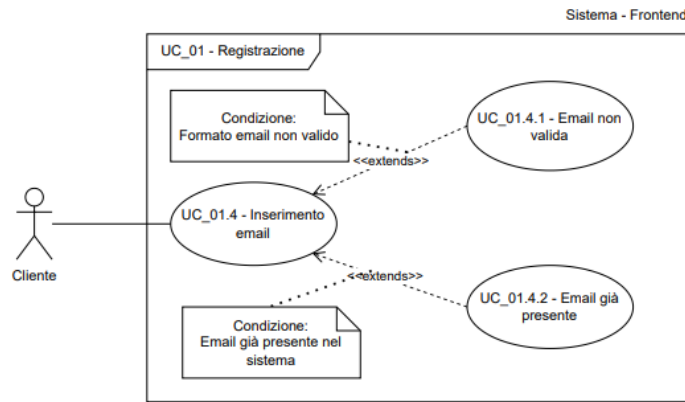 Sistema - Frontend
UC_01 - Registrazione
Condizione:
Formato email non valido
UC_01.4.1 - Email non
valida
<<extends>>
UC_01.4 - Inserimento
email
Cliente
<<extends>>
UC_01.4.2 - Email già
presente
Condizione:
Email già presente nel
sistema